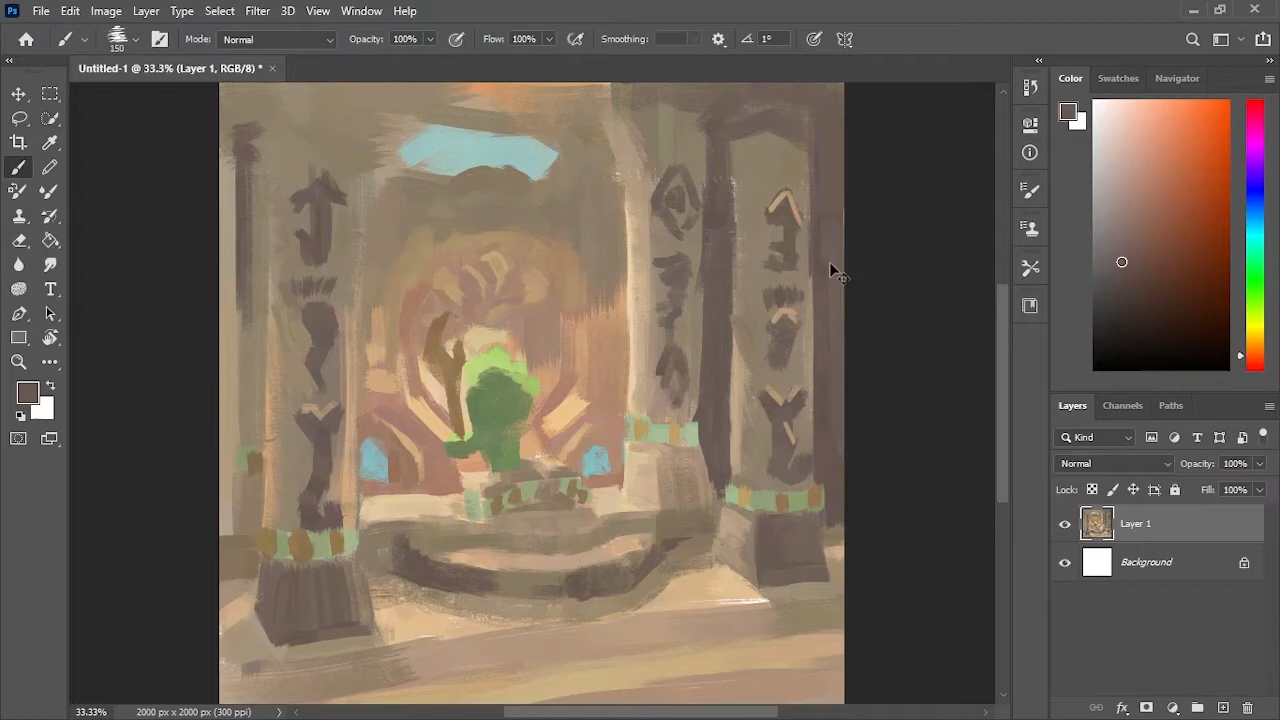 Ps File Edit Image Layer Type Select Filter 3D View Window Help
150 Mode: Normal Opacity: 100% Flow: 100% Smoothing: 1°
Untitled-1 @ 33.3% (Layer 1, RGB/8) *
Color Swatches Navigator
Layers Channels Paths
Kind
Normal Opacity: 100%
Lock: Fill: 100%
Layer 1
Background
33.33% 2000 px x 2000 px (300 ppi)